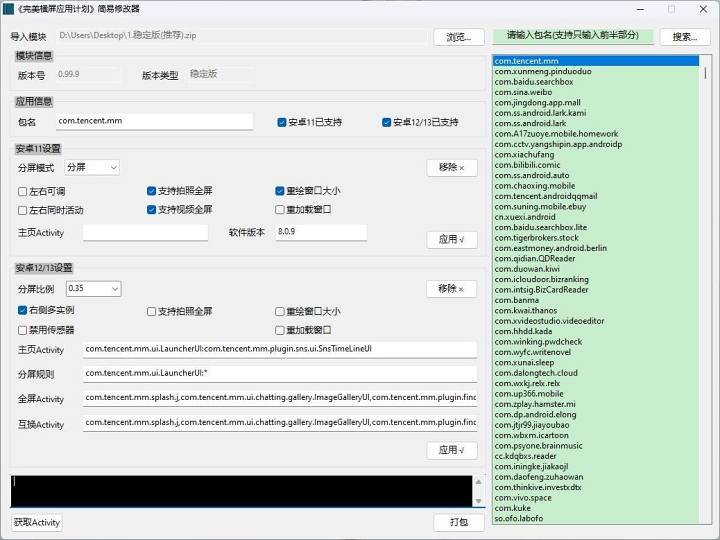 《完美横屏应用计划》简易修改器
导入模块 D:\Users\Desktop\1.稳定版(推荐).zip 浏览... 请输入包名(支持只输入前半部分) 搜索...
模块信息
版本号 0.99.9 版本类型 稳定版
应用信息
包名 com.tencent.mm 安卓11已支持 安卓12/13已支持
安卓11设置
分屏模式 分屏 移除 ×
左右可调 支持拍照全屏 重绘窗口大小
左右同时活动 支持视频全屏 重加载窗口
主页Activity 软件版本 8.0.9 应用 √
安卓12/13设置
分屏比例 0.35 移除 ×
右侧多实例 支持拍照全屏 重绘窗口大小
禁用传感器 重加载窗口
主页Activity com.tencent.mm.ui.LauncherUI:com.tencent.mm.plugin.sns.ui.SnsTimeLineUI
分屏规则 com.tencent.mm.ui.LauncherUI:*
全屏Activity com.tencent.mm.splash.j,com.tencent.mm.ui.chatting.gallery.ImageGalleryUI,com.tencent.mm.plugin.find
互换Activity com.tencent.mm.splash.j,com.tencent.mm.ui.chatting.gallery.ImageGalleryUI,com.tencent.mm.plugin.find
应用 √
获取Activity 打包
com.tencent.mm
com.xunmeng.pinduoduo
com.baidu.searchbox
com.sina.weibo
com.jingdong.app.mall
com.ss.android.lark.kami
com.ss.android.lark
com.A17zuoye.mobile.homework
com.cctv.yangshipin.app.androidp
com.xiachufang
com.bilibili.comic
com.ss.android.auto
com.chaoxing.mobile
com.tencent.androidqqmail
com.suning.mobile.ebuy
cn.xuexi.android
com.baidu.searchbox.lite
com.tigerbrokers.stock
com.eastmoney.android.berlin
com.qidian.QDReader
com.duowan.kiwi
com.icloudoor.bizranking
com.intsig.BizCardReader
com.banma
com.kwai.thanos
com.xvideostudio.videoeditor
com.hhdd.kada
com.winking.pwdcheck
com.wyfc.writenovel
com.xunai.sleep
com.dalongtech.cloud
com.wxkj.relx.relx
com.up366.mobile
com.zplay.hamster.mi
com.dp.android.elong
com.jtjr99.jiayoubao
com.wbxm.icartoon
com.psyone.brainmusic
cc.kdqbxs.reader
com.iningke.jiakaojl
com.daofeng.zuhaowan
com.thinkive.investxdtx
com.vivo.space
com.kuke
so.ofo.labofo